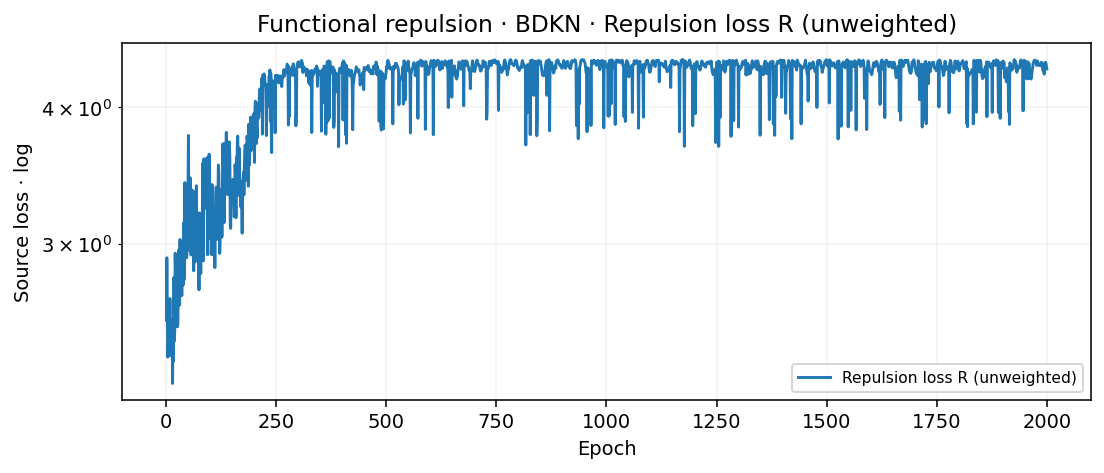 Functional repulsion · BDKN · Repulsion loss R (unweighted)
Source loss · log
4 × 10⁰
3 × 10⁰
Repulsion loss R (unweighted)
0 250 500 750 1000 1250 1500 1750 2000
Epoch